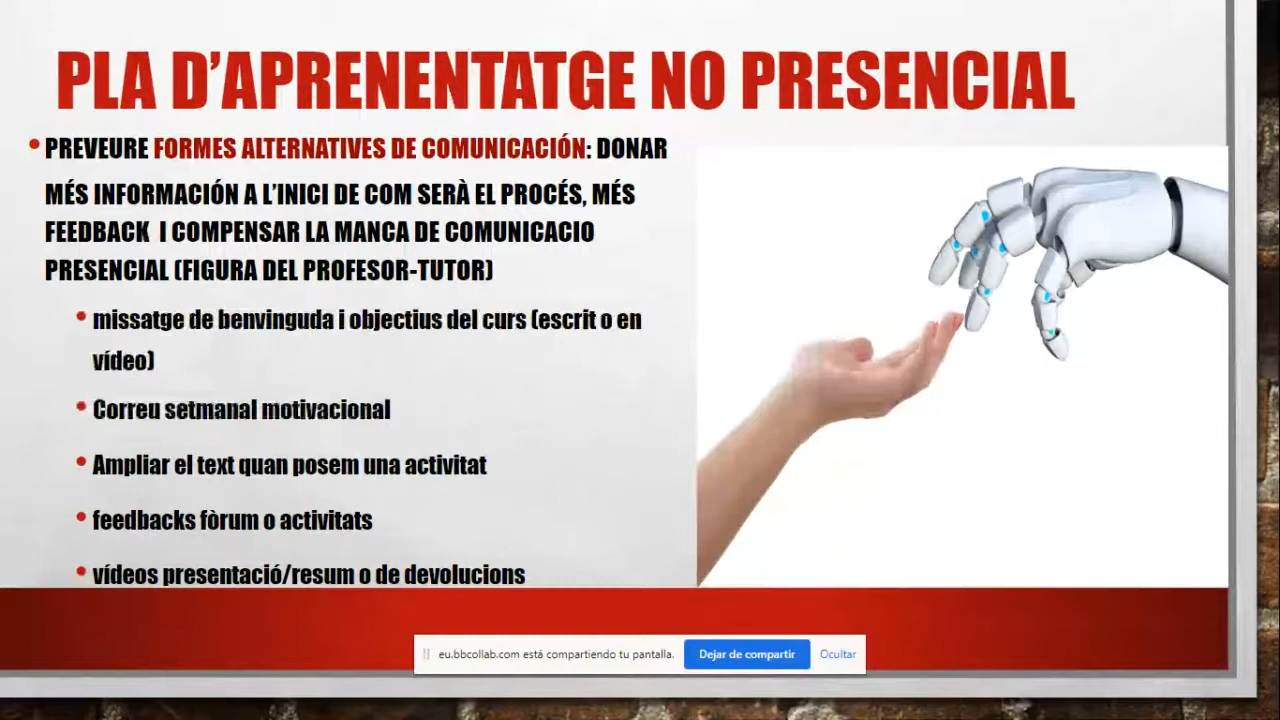 PLA D’APRENENTATGE NO PRESENCIAL
• PREVEURE FORMES ALTERNATIVES DE COMUNICACIÓN: DONAR
MÉS INFORMACIÓN A L’INICI DE COM SERÀ EL PROCÉS, MÉS
FEEDBACK I COMPENSAR LA MANCA DE COMUNICACIO
PRESENCIAL (FIGURA DEL PROFESOR-TUTOR)
• missatge de benvinguda i objectius del curs (escrit o en
vídeo)
• Correu setmanal motivacional
• Ampliar el text quan posem una activitat
• feedbacks fòrum o activitats
• vídeos presentació/resum o de devolucions
eu.bbcollab.com está compartiendo tu pantalla. Dejar de compartir Ocultar